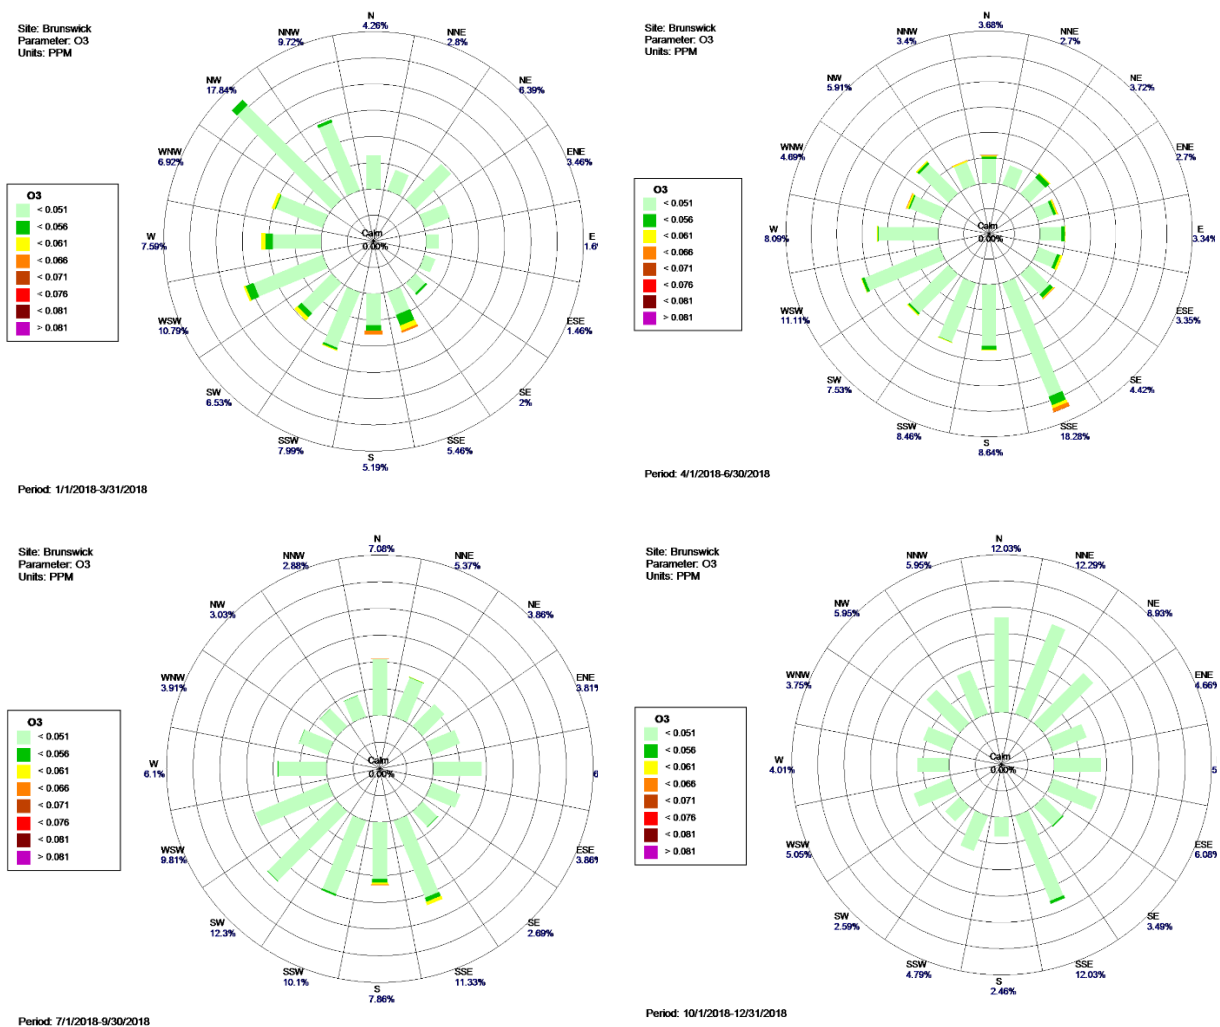 Site: Brunswick
Parameter: O3
Units: PPM
N
4.26%
NNE
2.8%
NE
6.39%
ENE
3.46%
E
1.6
ESE
1.46%
SE
2%
SSE
5.46%
S
5.19%
SSW
7.99%
SW
6.53%
WSW
10.79%
W
7.59%
WNW
6.92%
NW
17.84%
NNW
9.72%
Calm
0.00%
O3
< 0.051
< 0.056
< 0.061
< 0.066
< 0.071
< 0.076
< 0.081
> 0.081
Period: 1/1/2018-3/31/2018
Site: Brunswick
Parameter: O3
Units: PPM
N
3.68%
NNE
2.7%
NE
3.72%
ENE
2.7%
E
3.34%
ESE
3.35%
SE
4.42%
SSE
18.28%
S
8.64%
SSW
8.46%
SW
7.53%
WSW
11.11%
W
8.09%
WNW
4.69%
NW
5.91%
NNW
3.4%
Calm
0.00%
O3
< 0.051
< 0.056
< 0.061
< 0.066
< 0.071
< 0.076
< 0.081
> 0.081
Period: 4/1/2018-6/30/2018
Site: Brunswick
Parameter: O3
Units: PPM
N
7.08%
NNE
5.37%
NE
3.86%
ENE
3.81%
6
ESE
3.86%
SE
2.69%
SSE
11.33%
S
7.86%
SSW
10.1%
SW
12.3%
WSW
9.81%
W
6.1%
WNW
3.91%
NW
3.03%
NNW
2.88%
Calm
0.00%
O3
< 0.051
< 0.056
< 0.061
< 0.066
< 0.071
< 0.076
< 0.081
> 0.081
Period: 7/1/2018-9/30/2018
Site: Brunswick
Parameter: O3
Units: PPM
N
12.03%
NNE
12.29%
NE
8.93%
ENE
4.66%
5
ESE
6.08%
SE
3.49%
SSE
12.03%
S
2.46%
SSW
4.79%
SW
2.59%
WSW
5.05%
W
4.01%
WNW
3.75%
NW
5.95%
NNW
5.95%
Calm
0.00%
O3
< 0.051
< 0.056
< 0.061
< 0.066
< 0.071
< 0.076
< 0.081
> 0.081
Period: 10/1/2018-12/31/2018